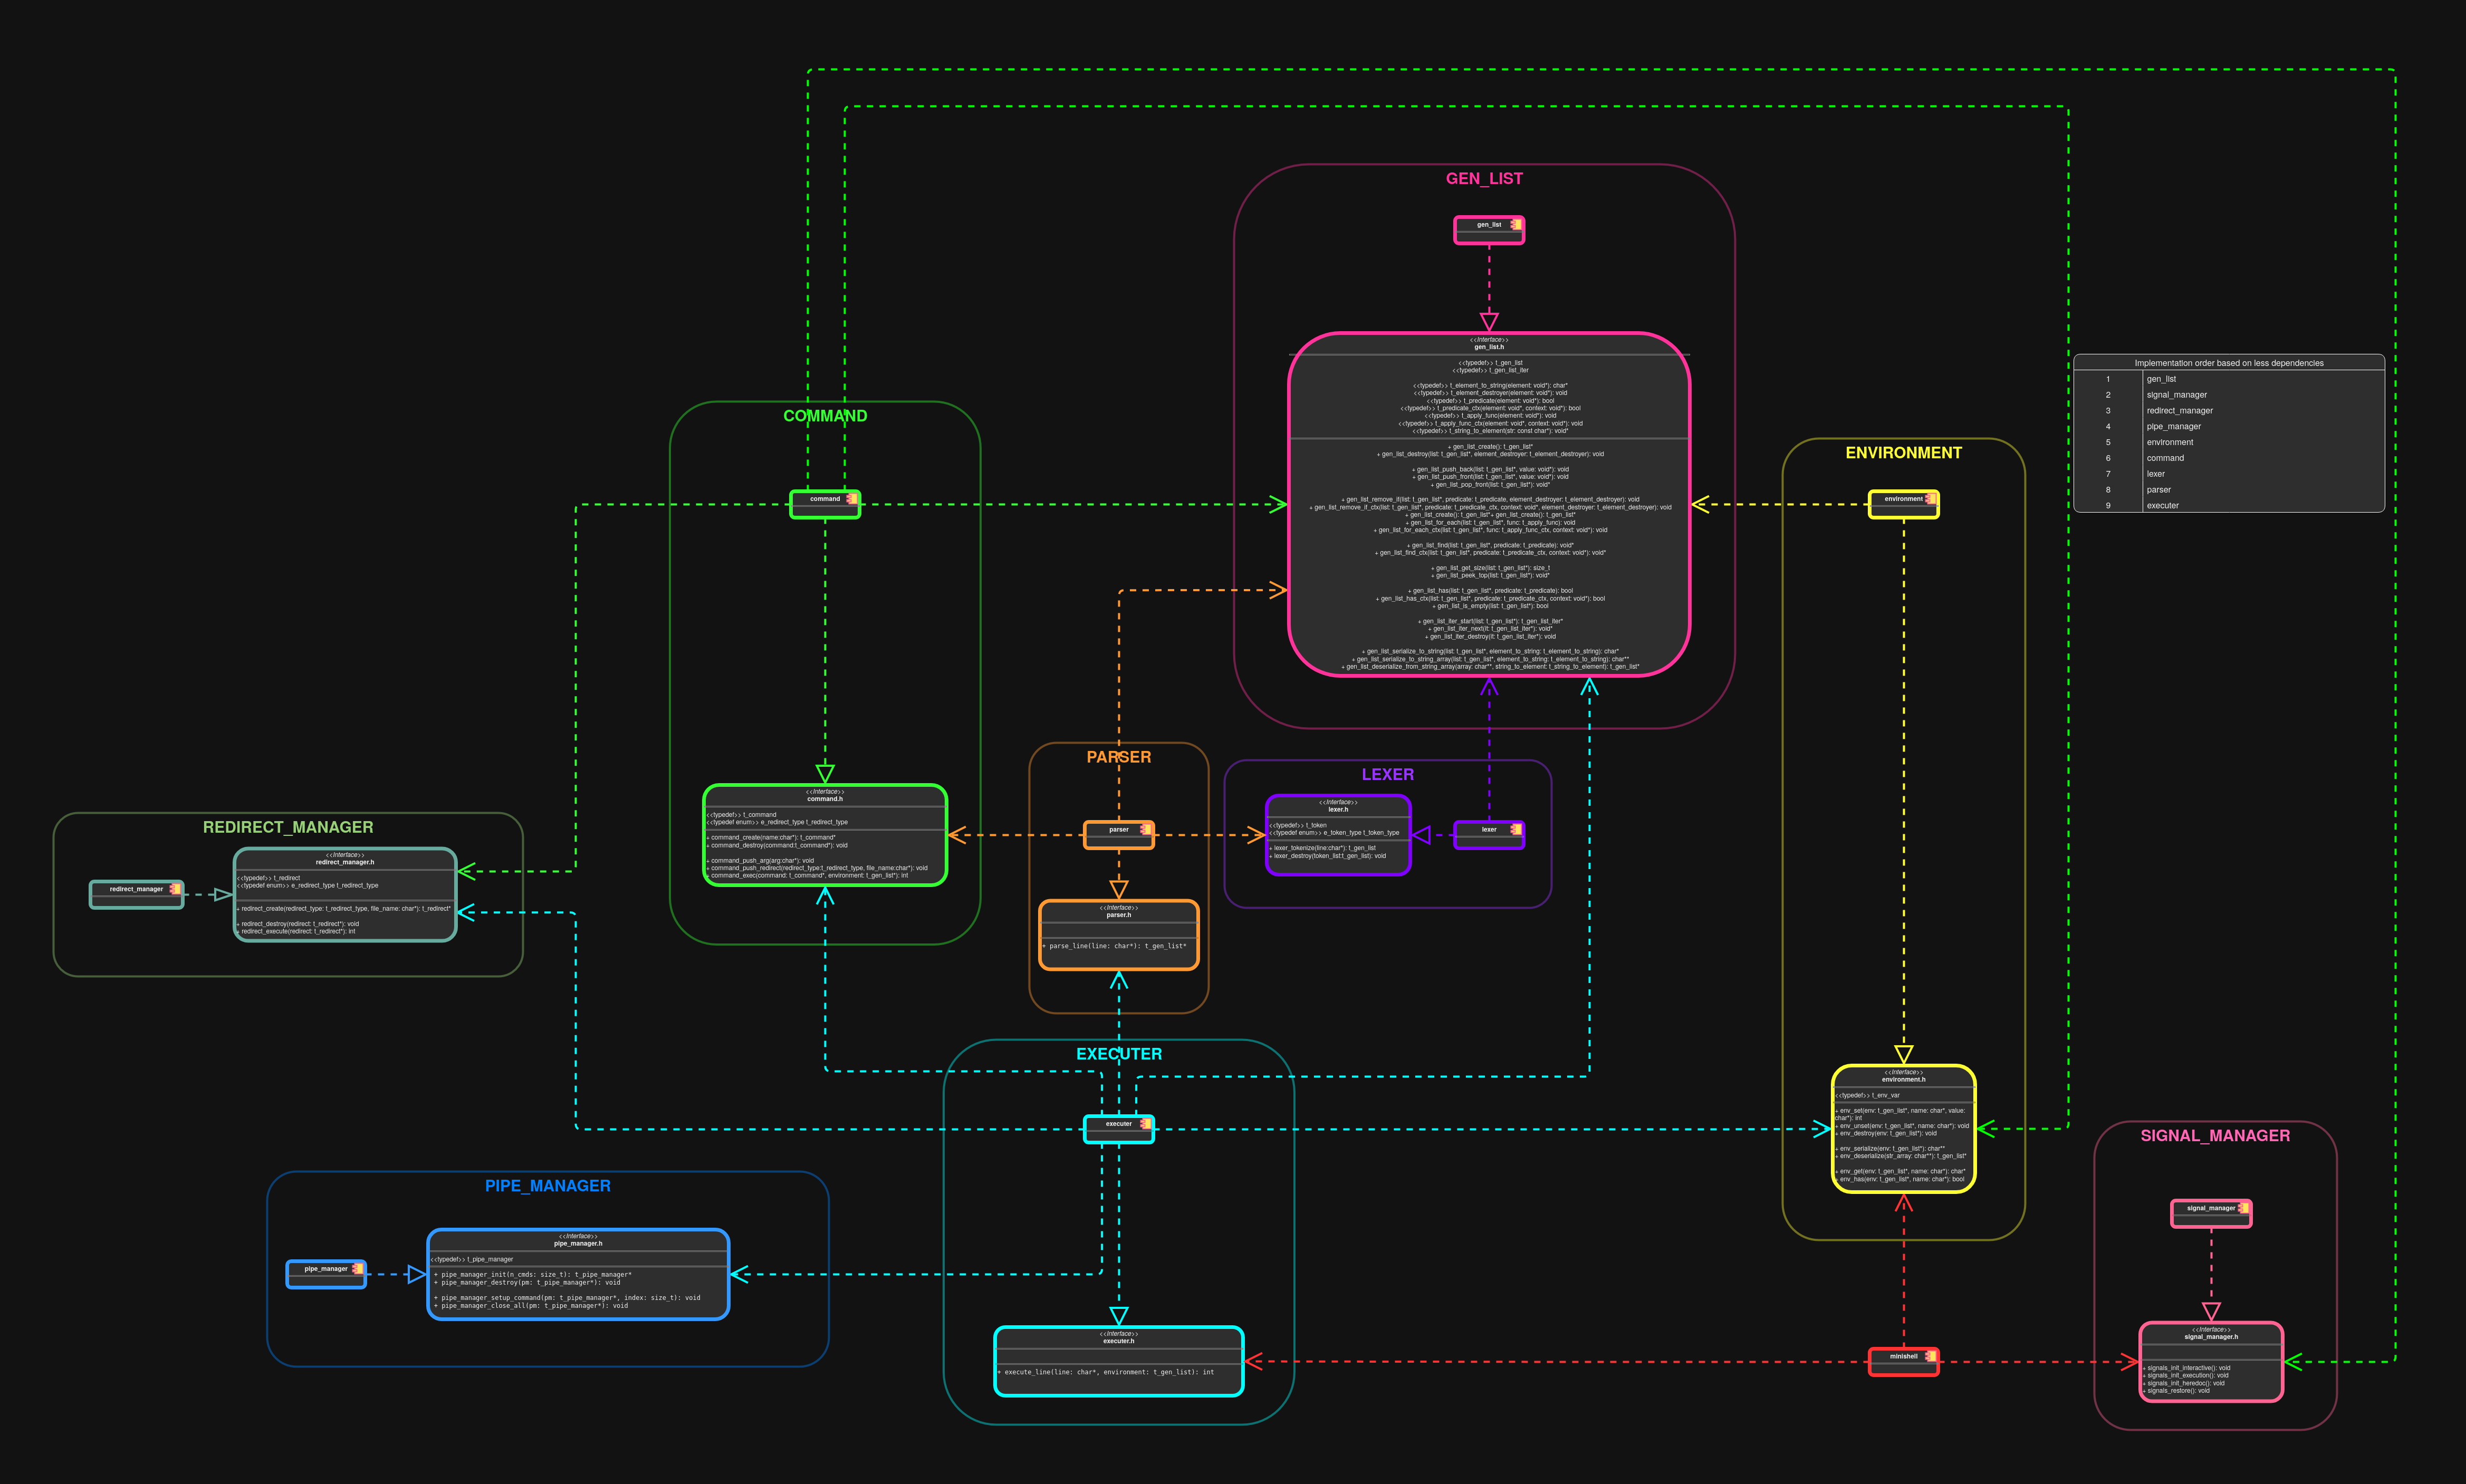 GEN_LIST
gen_list
<<Interface>>
gen_list.h
<<typedef>> t_gen_list
<<typedef>> t_gen_list_iter
<<typedef>> t_element_to_string(element: void*): char*
<<typedef>> t_element_destroyer(element: void*): void
<<typedef>> t_predicate(element: void*): bool
<<typedef>> t_predicate_ctx(element: void*, context: void*): bool
<<typedef>> t_apply_func(element: void*): void
<<typedef>> t_apply_func_ctx(element: void*, context: void*): void
<<typedef>> t_string_to_element(str: const char*): void*
+ gen_list_create(): t_gen_list*
+ gen_list_destroy(list: t_gen_list*, element_destroyer: t_element_destroyer): void
+ gen_list_push_back(list: t_gen_list*, value: void*): void
+ gen_list_push_front(list: t_gen_list*, value: void*): void
+ gen_list_pop_front(list: t_gen_list*): void*
+ gen_list_remove_if(list: t_gen_list*, predicate: t_predicate, element_destroyer: t_element_destroyer): void
+ gen_list_remove_if_ctx(list: t_gen_list*, predicate: t_predicate_ctx, context: void*, element_destroyer: t_element_destroyer): void
+ gen_list_create(): t_gen_list*+ gen_list_create(): t_gen_list*
+ gen_list_for_each(list: t_gen_list*, func: t_apply_func): void
+ gen_list_for_each_ctx(list: t_gen_list*, func: t_apply_func_ctx, context: void*): void
+ gen_list_find(list: t_gen_list*, predicate: t_predicate): void*
+ gen_list_find_ctx(list: t_gen_list*, predicate: t_predicate_ctx, context: void*): void*
+ gen_list_get_size(list: t_gen_list*): size_t
+ gen_list_peek_top(list: t_gen_list*): void*
+ gen_list_has(list: t_gen_list*, predicate: t_predicate): bool
+ gen_list_has_ctx(list: t_gen_list*, predicate: t_predicate_ctx, context: void*): bool
+ gen_list_is_empty(list: t_gen_list*): bool
+ gen_list_iter_start(list: t_gen_list*): t_gen_list_iter*
+ gen_list_iter_next(it: t_gen_list_iter*): void*
+ gen_list_iter_destroy(it: t_gen_list_iter*): void
+ gen_list_serialize_to_string(list: t_gen_list*, element_to_string: t_element_to_string): char*
+ gen_list_serialize_to_string_array(list: t_gen_list*, element_to_string: t_element_to_string): char**
+ gen_list_deserialize_from_string_array(array: char**, string_to_element: t_string_to_element): t_gen_list*
Implementation order based on less dependencies
1 gen_list
2 signal_manager
3 redirect_manager
4 pipe_manager
5 environment
6 command
7 lexer
8 parser
9 executer
COMMAND
command
<<Interface>>
command.h
<<typedef>> t_command
<<typedef enum>> e_redirect_type t_redirect_type
+ command_create(name:char*): t_command*
+ command_destroy(command:t_command*): void
+ command_push_arg(arg:char*): void
+ command_push_redirect(redirect_type:t_redirect_type, file_name:char*): void
+ command_exec(command: t_command*, environment: t_gen_list*): int
ENVIRONMENT
environment
<<Interface>>
environment.h
<<typedef>> t_env_var
+ env_set(env: t_gen_list*, name: char*, value:
char*): int
+ env_unset(env: t_gen_list*, name: char*): void
+ env_destroy(env: t_gen_list*): void
+ env_serialize(env: t_gen_list*): char**
+ env_deserialize(str_array: char**): t_gen_list*
+ env_get(env: t_gen_list*, name: char*): char*
+ env_has(env: t_gen_list*, name: char*): bool
PARSER
parser
<<Interface>>
parser.h
+ parse_line(line: char*): t_gen_list*
LEXER
<<Interface>>
lexer.h
<<typedef>> t_token
<<typedef enum>> e_token_type t_token_type
+ lexer_tokenize(line:char*): t_gen_list
+ lexer_destroy(token_list:t_gen_list): void
lexer
REDIRECT_MANAGER
redirect_manager
<<Interface>>
redirect_manager.h
<<typedef>> t_redirect
<<typedef enum>> e_redirect_type t_redirect_type
+ redirect_create(redirect_type: t_redirect_type, file_name: char*): t_redirect*
+ redirect_destroy(redirect: t_redirect*): void
+ redirect_execute(redirect: t_redirect*): int
EXECUTER
executer
<<Interface>>
executer.h
+ execute_line(line: char*, environment: t_gen_list): int
PIPE_MANAGER
pipe_manager
<<Interface>>
pipe_manager.h
<<typedef>> t_pipe_manager
+ pipe_manager_init(n_cmds: size_t): t_pipe_manager*
+ pipe_manager_destroy(pm: t_pipe_manager*): void
+ pipe_manager_setup_command(pm: t_pipe_manager*, index: size_t): void
+ pipe_manager_close_all(pm: t_pipe_manager*): void
SIGNAL_MANAGER
signal_manager
<<Interface>>
signal_manager.h
+ signals_init_interactive(): void
+ signals_init_execution(): void
+ signals_init_heredoc(): void
+ signals_restore(): void
minishell